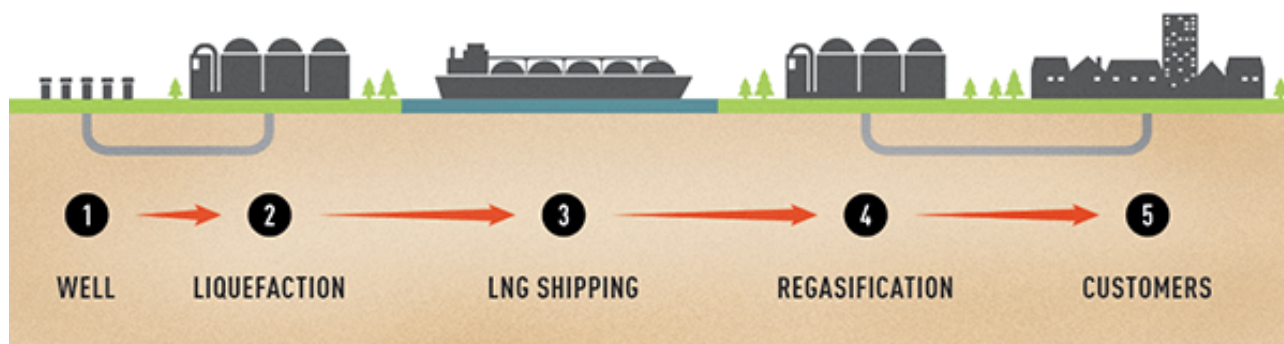 1 2 3 4 5
WELL LIQUEFACTION LNG SHIPPING REGASIFICATION CUSTOMERS